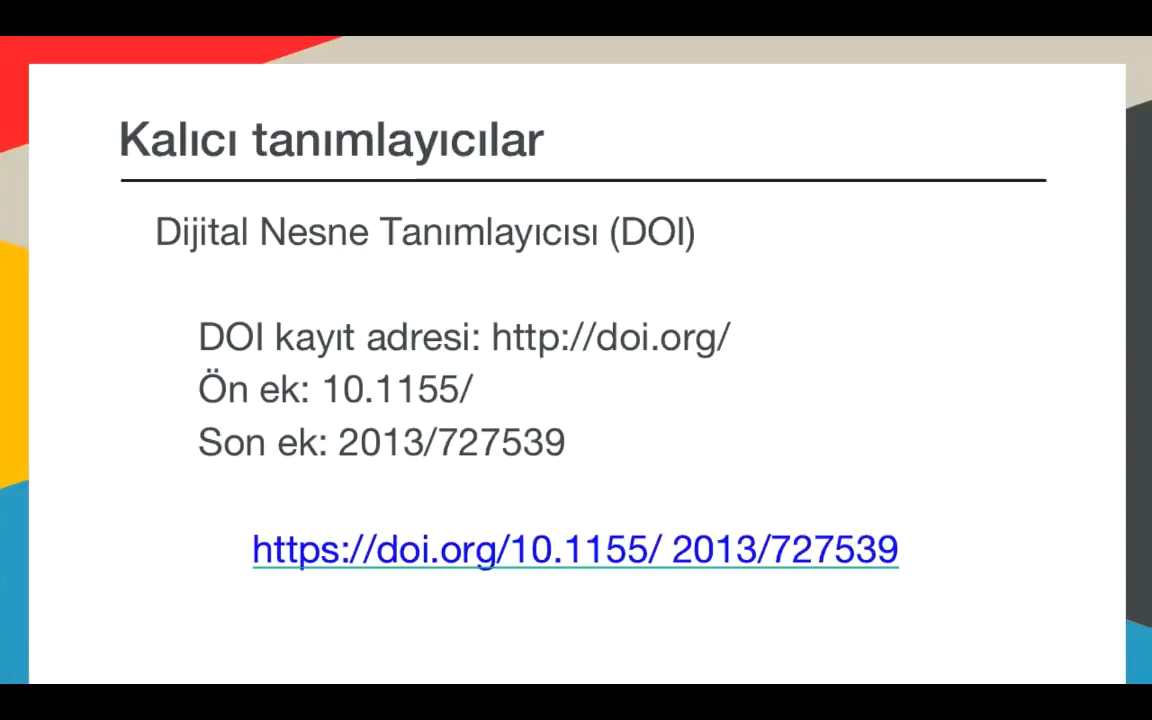 Kalıcı tanımlayıcılar
Dijital Nesne Tanımlayıcısı (DOI)
DOI kayıt adresi: http://doi.org/
Ön ek: 10.1155/
Son ek: 2013/727539
https://doi.org/10.1155/ 2013/727539